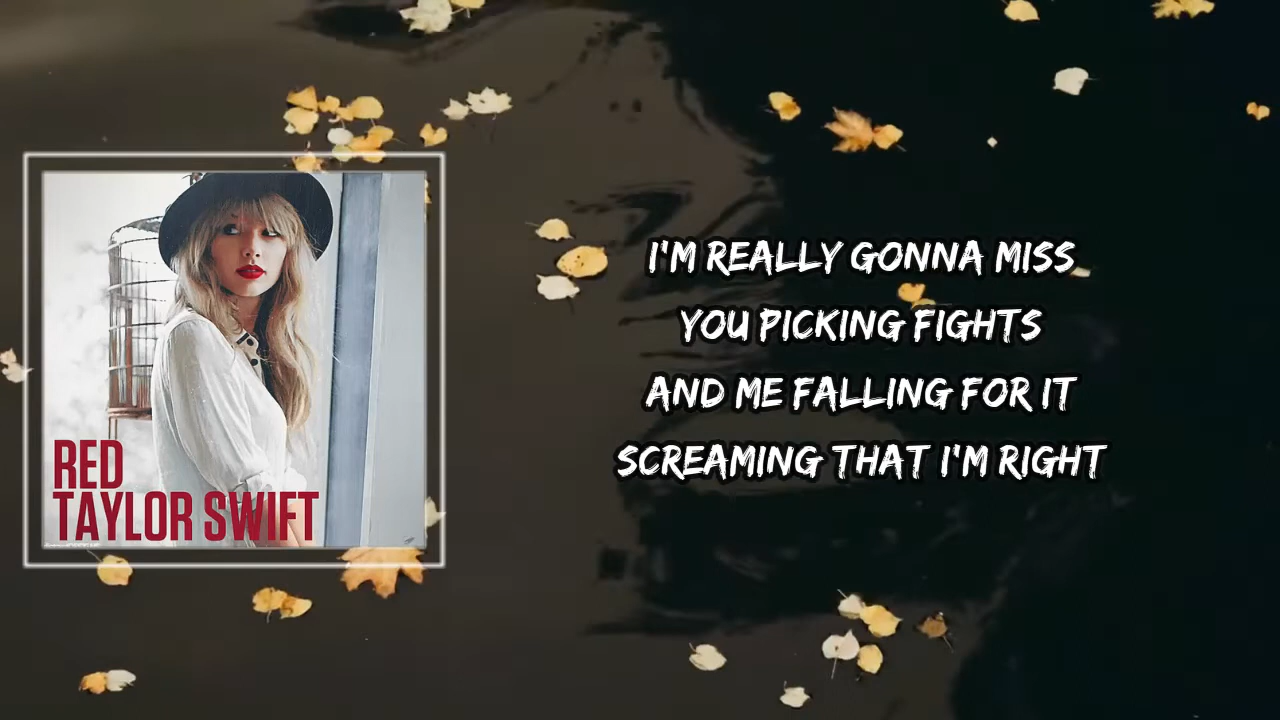 RED
TAYLOR SWIFT
I'M REALLY GONNA MISS
YOU PICKING FIGHTS
AND ME FALLING FOR IT
SCREAMING THAT I'M RIGHT